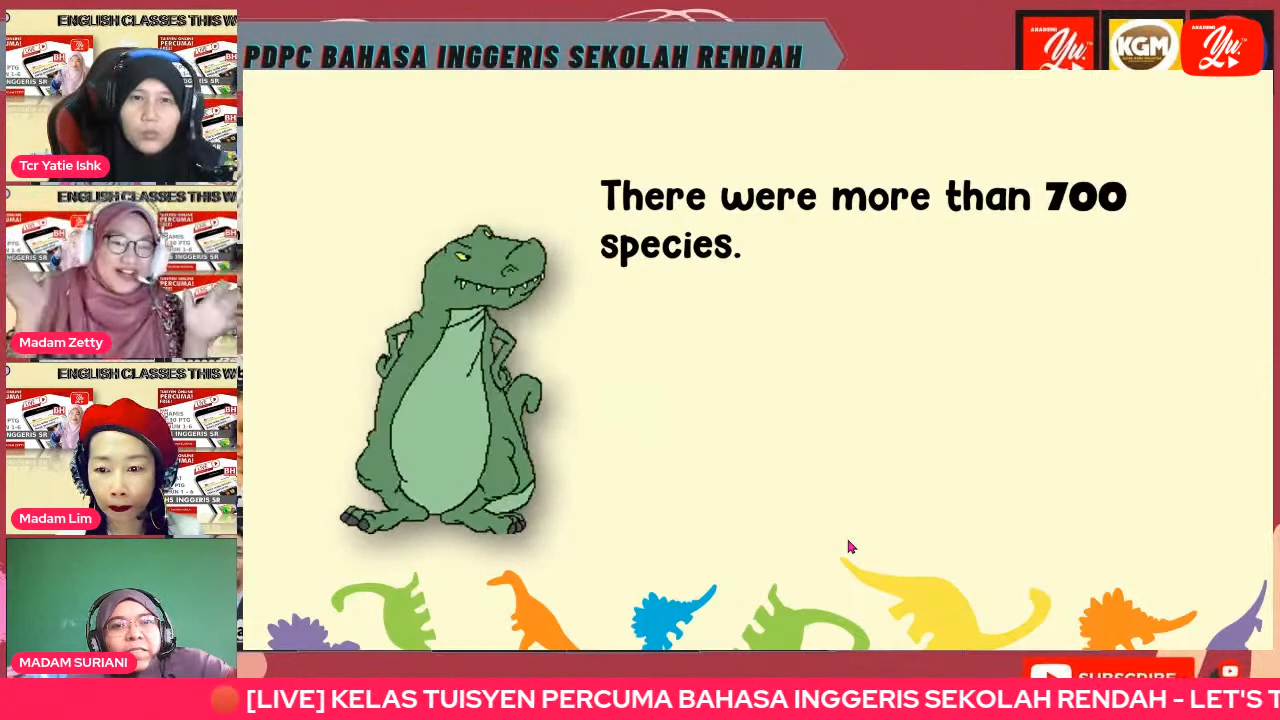 PDPC BAHASA INGGERIS SEKOLAH RENDAH
There were more than 700
species.
ENGLISH CLASSES THIS W
Tcr Yatie Ishk
ENGLISH CLASSES THIS W
Madam Zetty
ENGLISH CLASSES THIS W
Madam Lim
MADAM SURIANI
KGM
SUBSCRIBE
[LIVE] KELAS TUISYEN PERCUMA BAHASA INGGERIS SEKOLAH RENDAH - LET'S T